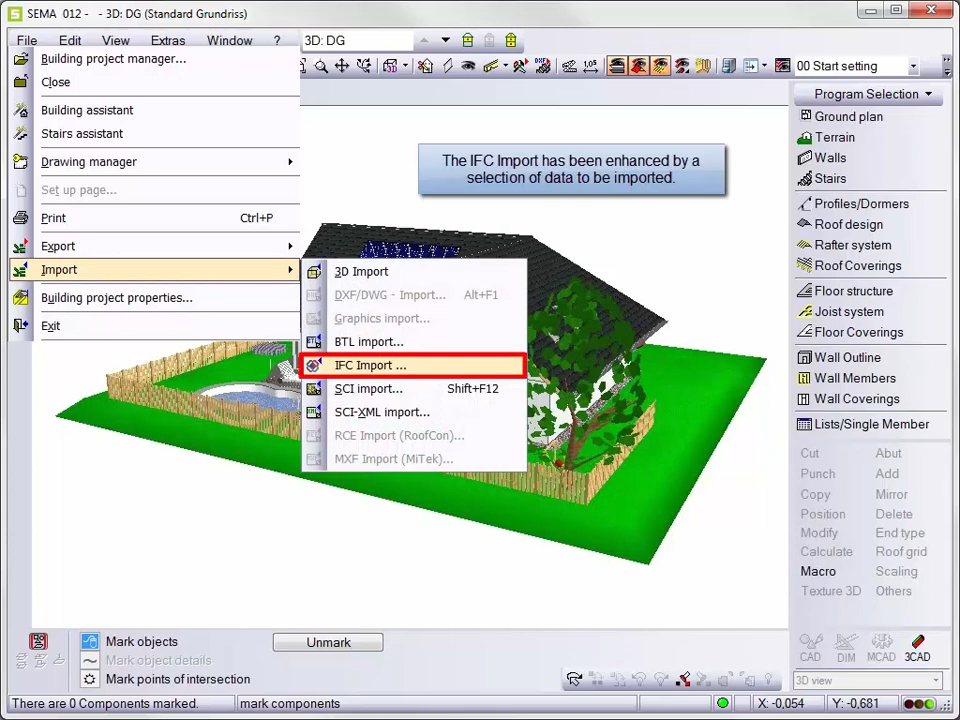 SEMA 012 - - 3D: DG (Standard Grundriss)
File Edit View Extras Window ? 3D: DG
Building project manager...
Close
Building assistant
Stairs assistant
Drawing manager
Set up page...
Print Ctrl+P
Export
Import
Building project properties...
Exit
3D Import
DXF/DWG - Import... Alt+F1
Graphics import...
BTL import...
IFC Import ...
SCI import... Shift+F12
SCI-XML import...
RCE Import (RoofCon)...
MXF Import (MiTek)...
The IFC Import has been enhanced by a
selection of data to be imported.
00 Start setting
Program Selection
Ground plan
Terrain
Walls
Stairs
Profiles/Dormers
Roof design
Rafter system
Roof Coverings
Floor structure
Joist system
Floor Coverings
Wall Outline
Wall Members
Wall Coverings
Lists/Single Member
Cut Abut
Punch Add
Copy Mirror
Position Delete
Modify End type
Calculate Roof grid
Macro Scaling
Texture 3D Others
CAD DIM MCAD 3CAD
3D view
Mark objects Unmark
Mark object details
Mark points of intersection
There are 0 Components marked. mark components X: -0,054 Y: -0,681